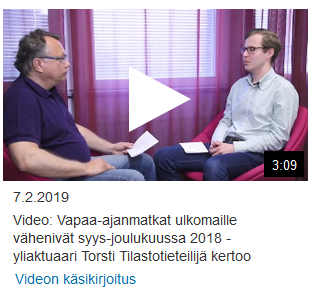 3:09
7.2.2019
Video: Vapaa-ajanmatkat ulkomaille
vähenivät syys-joulukuussa 2018 -
yliaktuaari Torsti Tilastotieteilijä kertoo
Videon käsikirjoitus